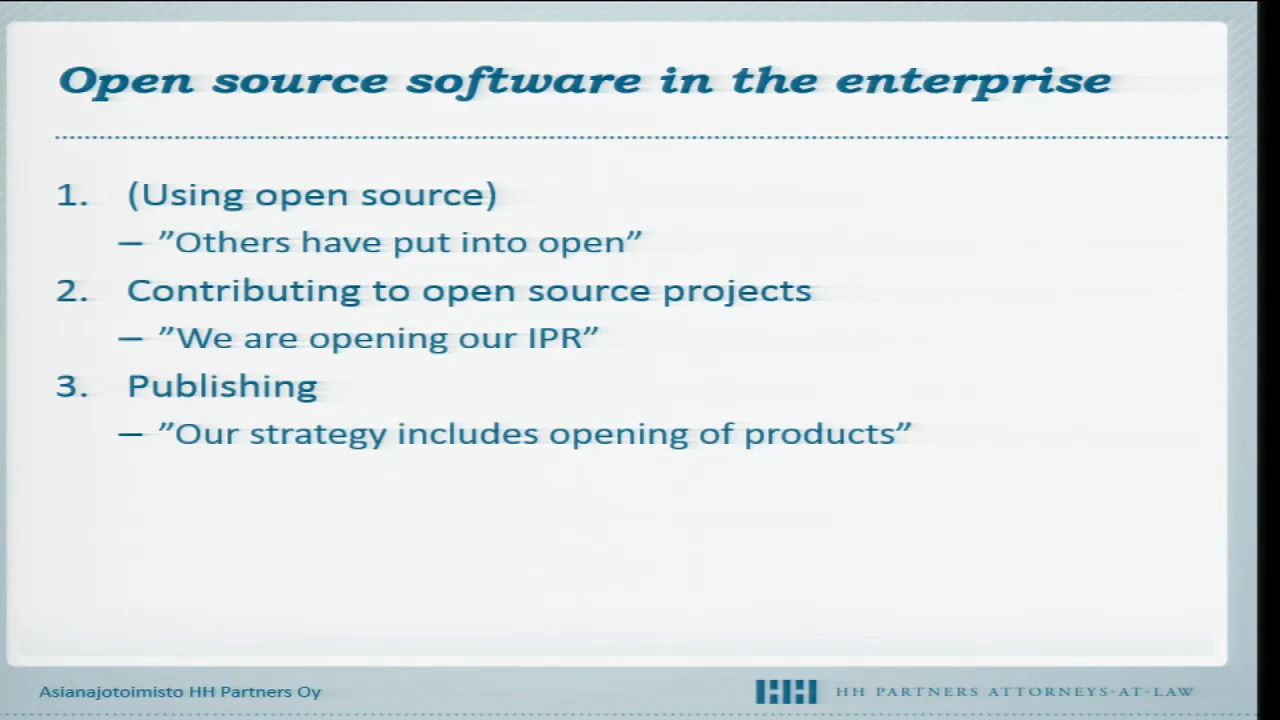 Open source software in the enterprise
1. (Using open source)
— ”Others have put into open”
2. Contributing to open source projects
— ”We are opening our IPR”
3. Publishing
— ”Our strategy includes opening of products”
Asianajotoimisto HH Partners Oy
HH HH PARTNERS ATTORNEYS-AT-LAW